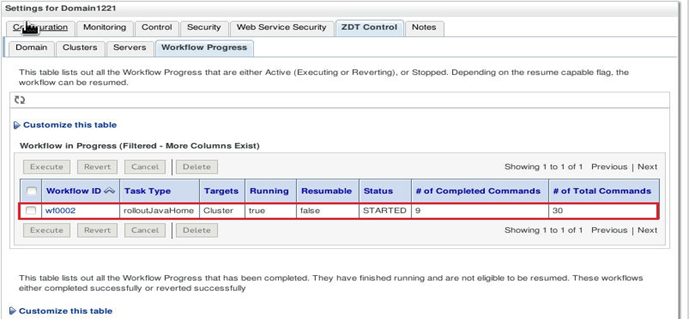 Settings for Domain1221
Configuration Monitoring Control Security Web Service Security ZDT Control Notes
Domain Clusters Servers Workflow Progress
This table lists out all the Workflow Progress that are either Active (Executing or Reverting), or Stopped. Depending on the resume capable flag, the
workflow can be resumed.
Customize this table
Workflow in Progress (Filtered - More Columns Exist)
Execute Revert Cancel Delete Showing 1 to 1 of 1 Previous | Next
Workflow ID Task Type Targets Running Resumable Status # of Completed Commands # of Total Commands
wf0002 rolloutJavaHome Cluster true false STARTED 9 30
Execute Revert Cancel Delete Showing 1 to 1 of 1 Previous | Next
This table lists out all the Workflow Progress that has been completed. They have finished running and are not eligible to be resumed. These workflows
either completed successfully or reverted successfully
Customize this table